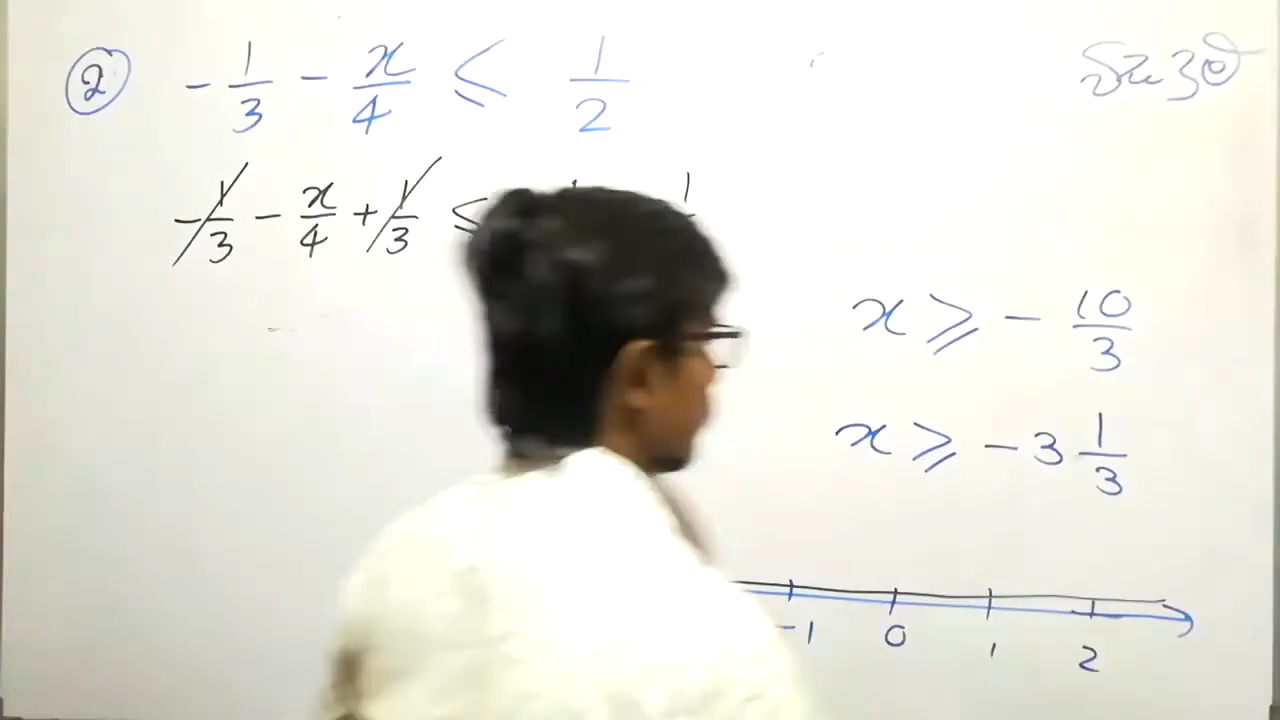 ② -1/3 - x/4 ≤ 1/2
-1/3 - x/4 + 1/3 ≤
x ≥ - 10/3
x ≥ -3 1/3
-1 0 1 2